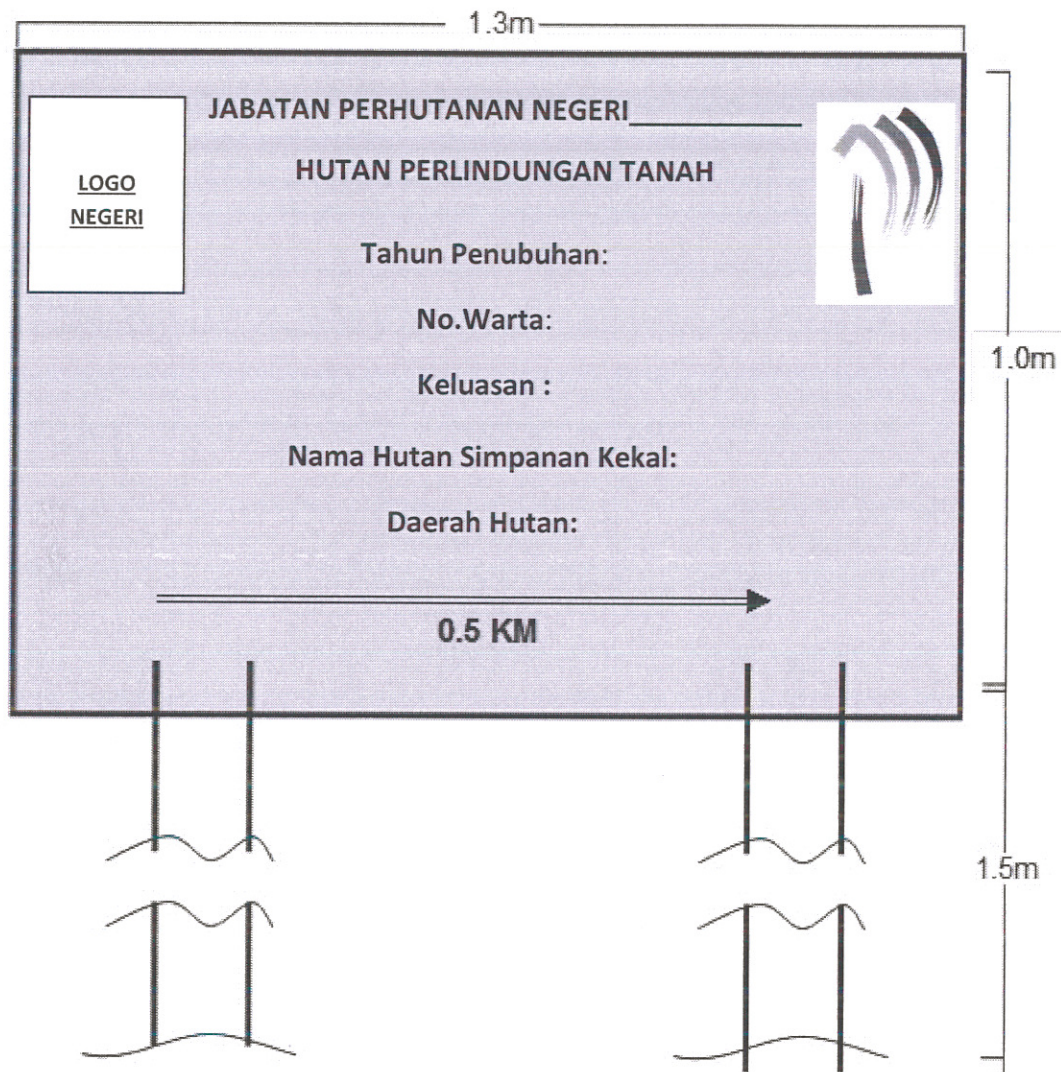 1.3m
JABATAN PERHUTANAN NEGERI____________
HUTAN PERLINDUNGAN TANAH
LOGO
NEGERI
Tahun Penubuhan:
No.Warta:
Keluasan :
Nama Hutan Simpanan Kekal:
Daerah Hutan:
0.5 KM
1.0m
1.5m